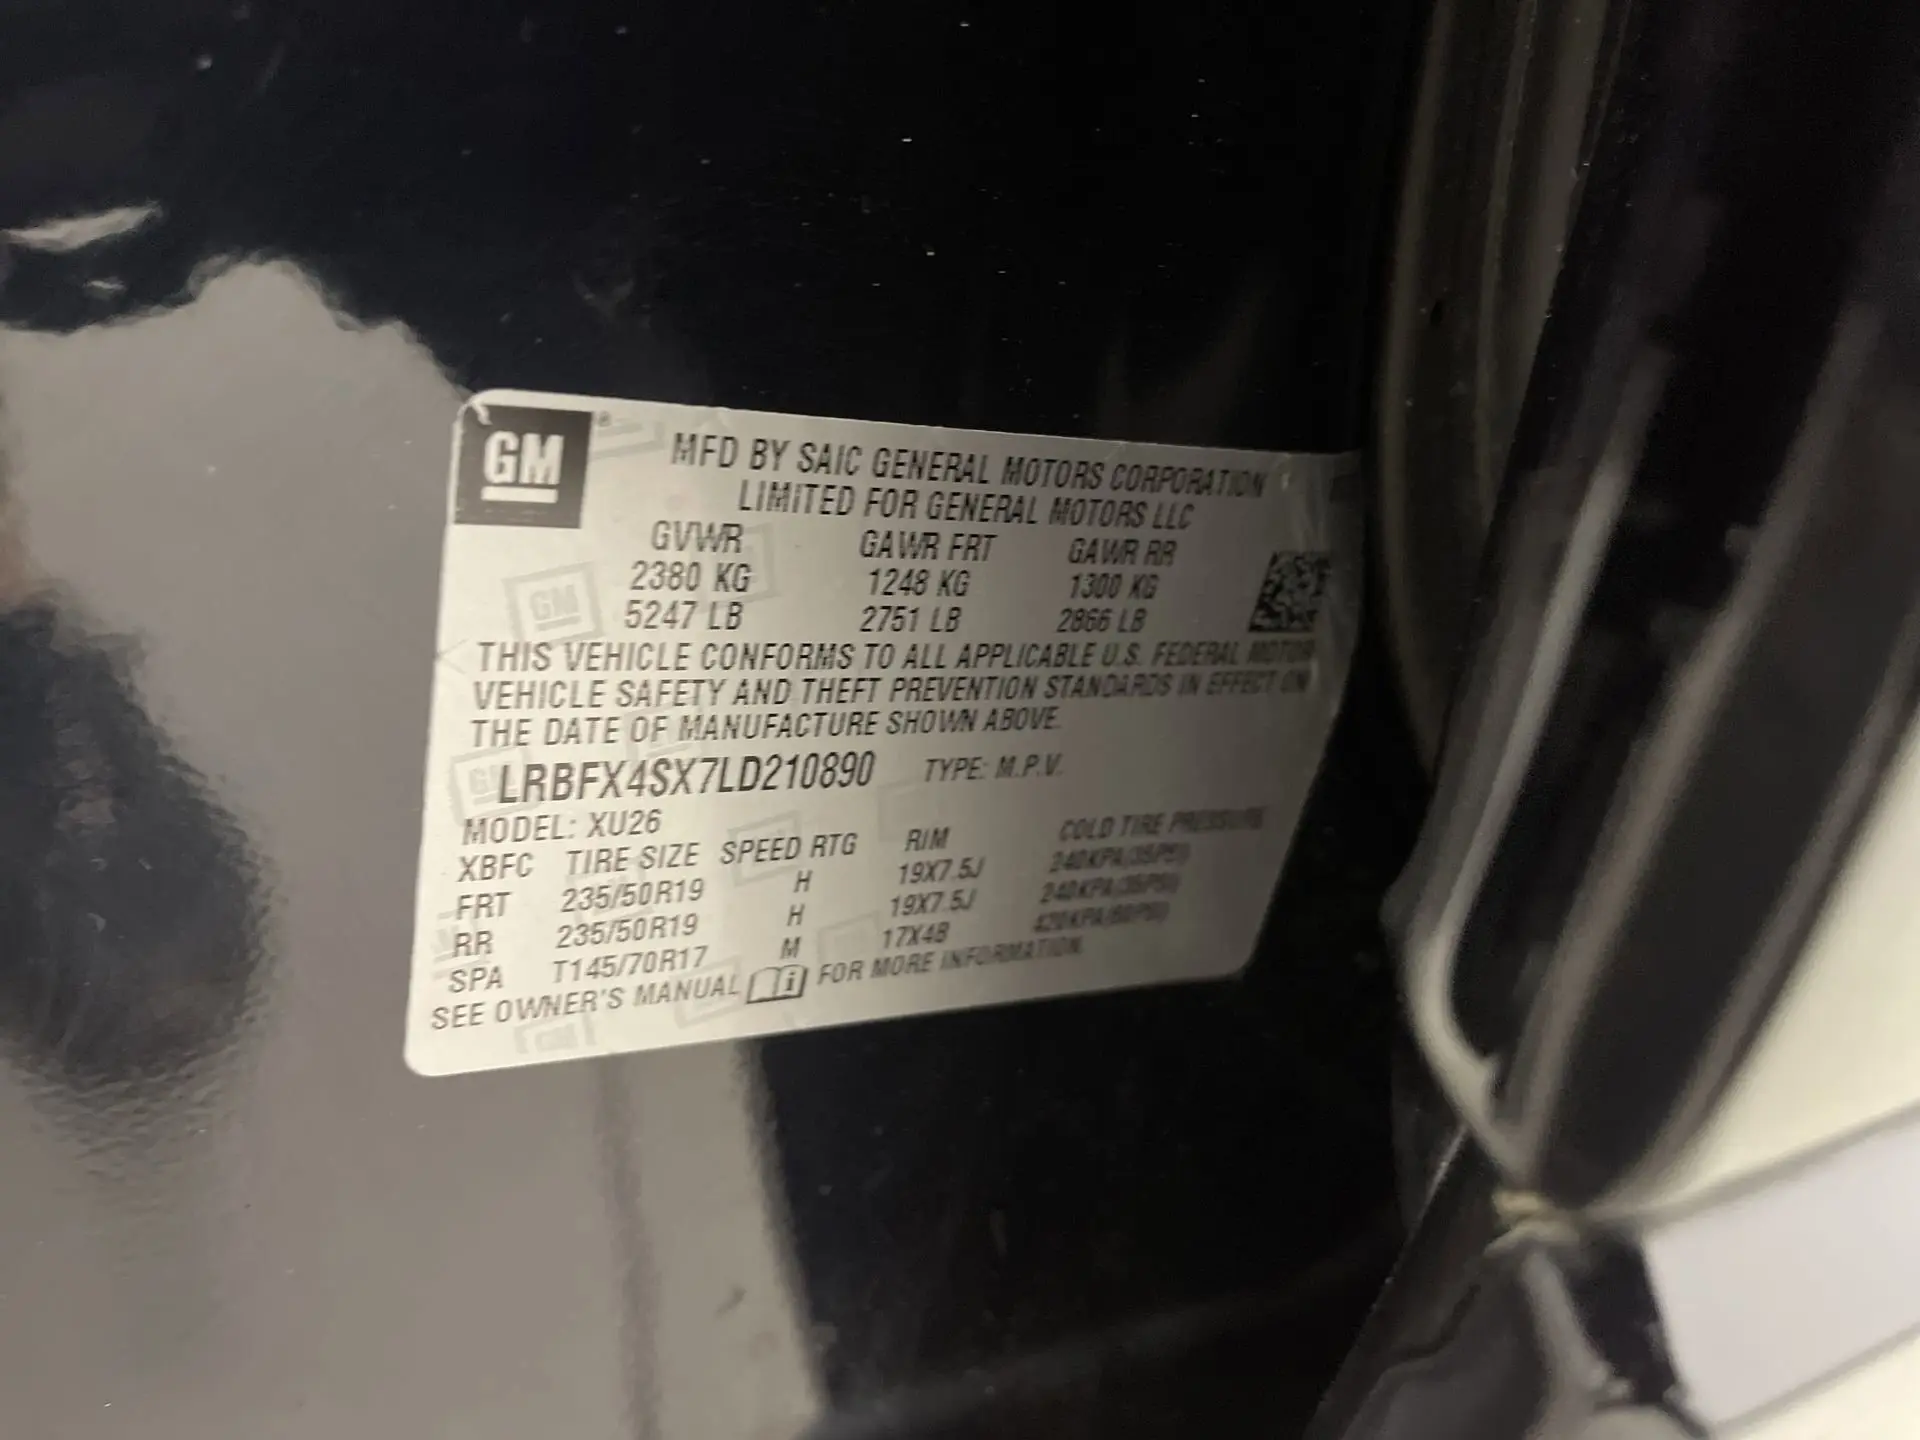 GM
MFD BY SAIC GENERAL MOTORS CORPORATION
LIMITED FOR GENERAL MOTORS LLC
GVWR GAWR FRT GAWR RR
2380 KG 1248 KG 1300 KG
5247 LB 2751 LB 2866 LB
THIS VEHICLE CONFORMS TO ALL APPLICABLE U.S. FEDERAL MOTOR
VEHICLE SAFETY AND THEFT PREVENTION STANDARDS IN EFFECT ON
THE DATE OF MANUFACTURE SHOWN ABOVE.
LRBFX4SX7LD210890 TYPE: M.P.V.
MODEL: XU26
XBFC TIRE SIZE SPEED RTG RIM COLD TIRE PRESSURE
FRT 235/50R19 H 19X7.5J 240KPA(35PSI)
RR 235/50R19 H 19X7.5J 240KPA(35PSI)
SPA T145/70R17 M 17X4B 420KPA(60PSI)
SEE OWNER'S MANUAL FOR MORE INFORMATION.